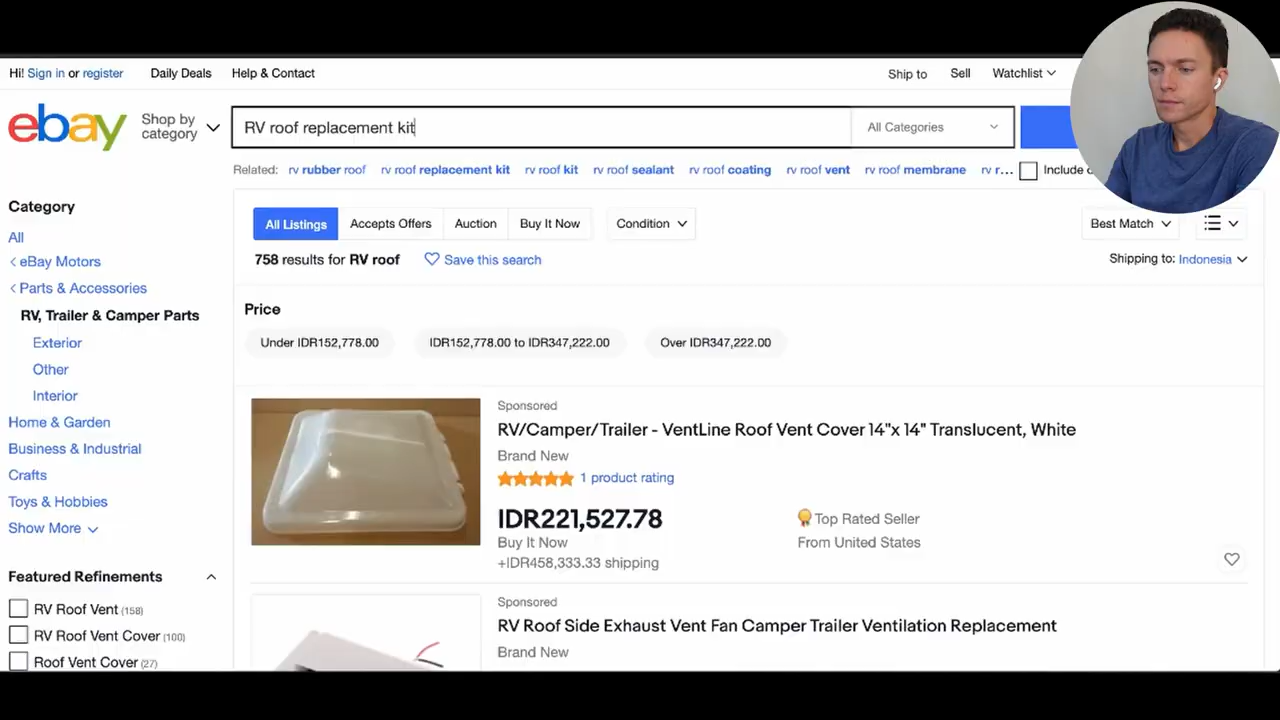 Hi! Sign in or register
Daily Deals
Help & Contact
Ship to
Sell
Watchlist
ebay
Shop by
category
RV roof replacement kit
All Categories
Related: rv rubber roof rv roof replacement kit rv roof kit rv roof sealant rv roof coating rv roof vent rv roof membrane rv r...
Include
Category
All
eBay Motors
Parts & Accessories
RV, Trailer & Camper Parts
Exterior
Other
Interior
Home & Garden
Business & Industrial
Crafts
Toys & Hobbies
Show More
Featured Refinements
RV Roof Vent (158)
RV Roof Vent Cover (100)
Roof Vent Cover (27)
All Listings
Accepts Offers
Auction
Buy It Now
Condition
Best Match
758 results for RV roof
Save this search
Shipping to: Indonesia
Price
Under IDR152,778.00
IDR152,778.00 to IDR347,222.00
Over IDR347,222.00
Sponsored
RV/Camper/Trailer - VentLine Roof Vent Cover 14"x 14" Translucent, White
Brand New
1 product rating
IDR221,527.78
Buy It Now
+IDR458,333.33 shipping
Top Rated Seller
From United States
Sponsored
RV Roof Side Exhaust Vent Fan Camper Trailer Ventilation Replacement
Brand New